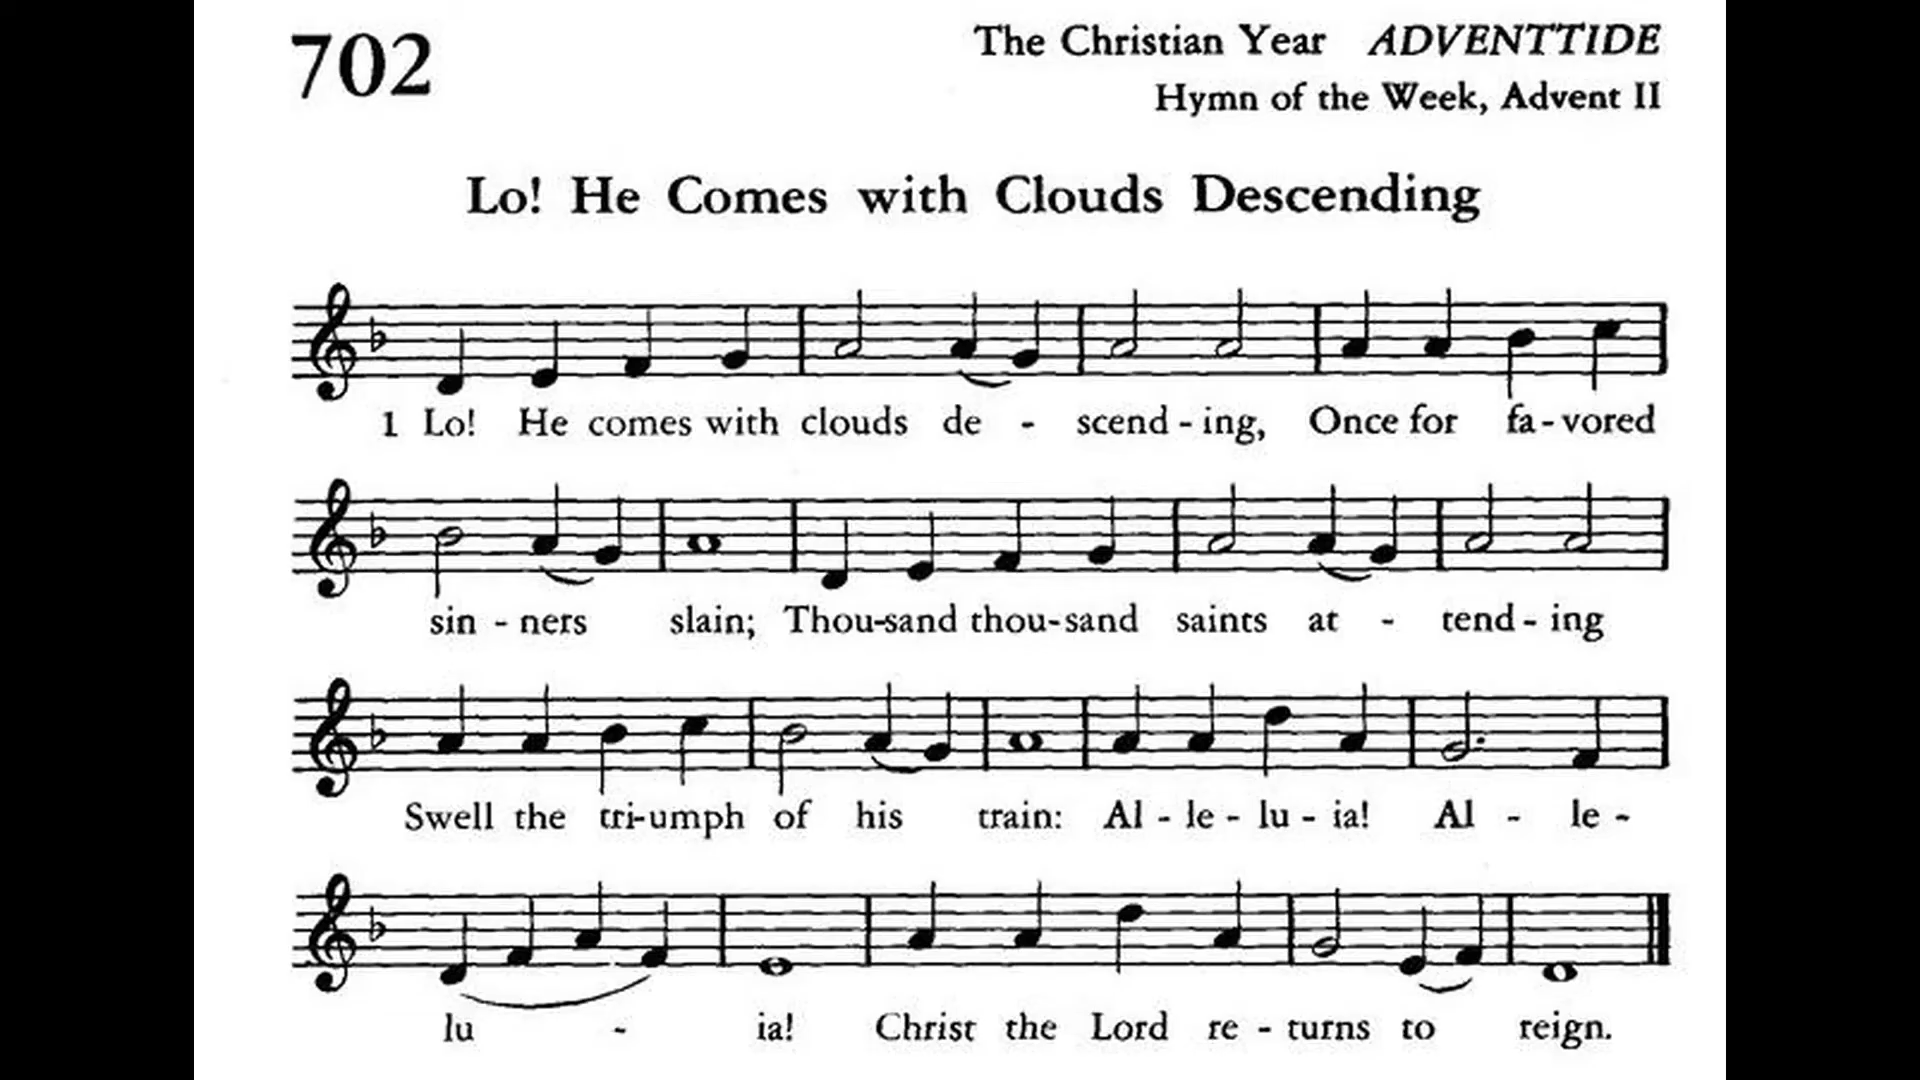 702
The Christian Year ADVENTTIDE
Hymn of the Week, Advent II
Lo! He Comes with Clouds Descending
1 Lo! He comes with clouds de - scend - ing, Once for fa - vored
sin - ners slain; Thou-sand thou-sand saints at - tend - ing
Swell the tri-umph of his train: Al - le - lu - ia! Al - le -
lu - ia! Christ the Lord re - turns to reign.